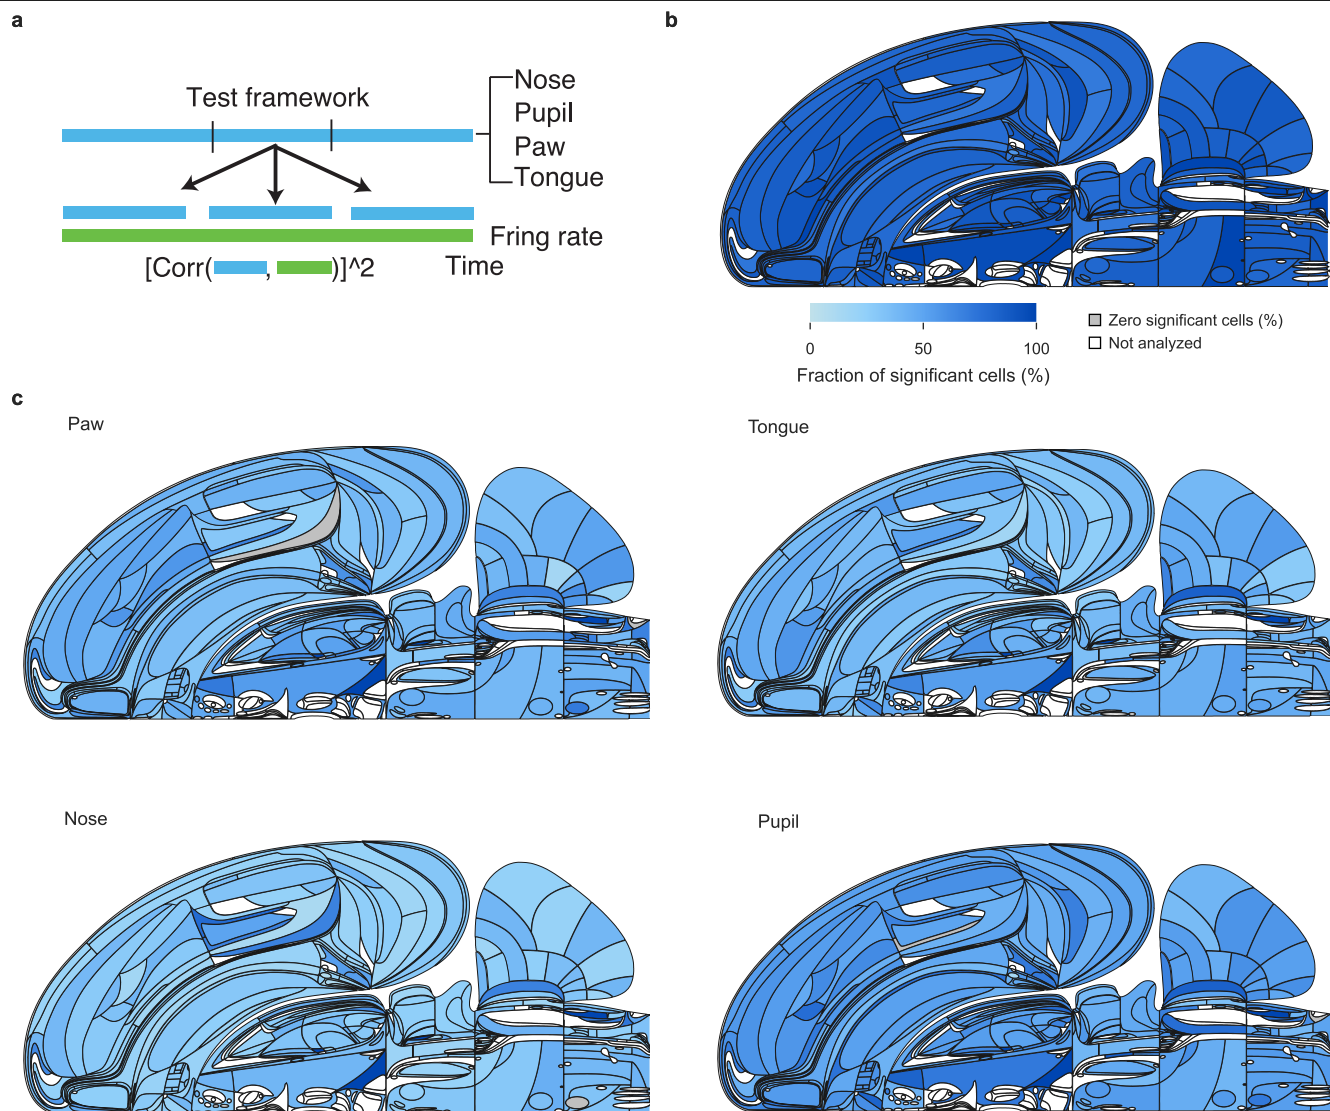 a
Test framework
Nose
Pupil
Paw
Tongue
Fring rate
[Corr( , )]^2
Time
b
0
50
100
Fraction of significant cells (%)
Zero significant cells (%)
Not analyzed
c
Paw
Tongue
Nose
Pupil